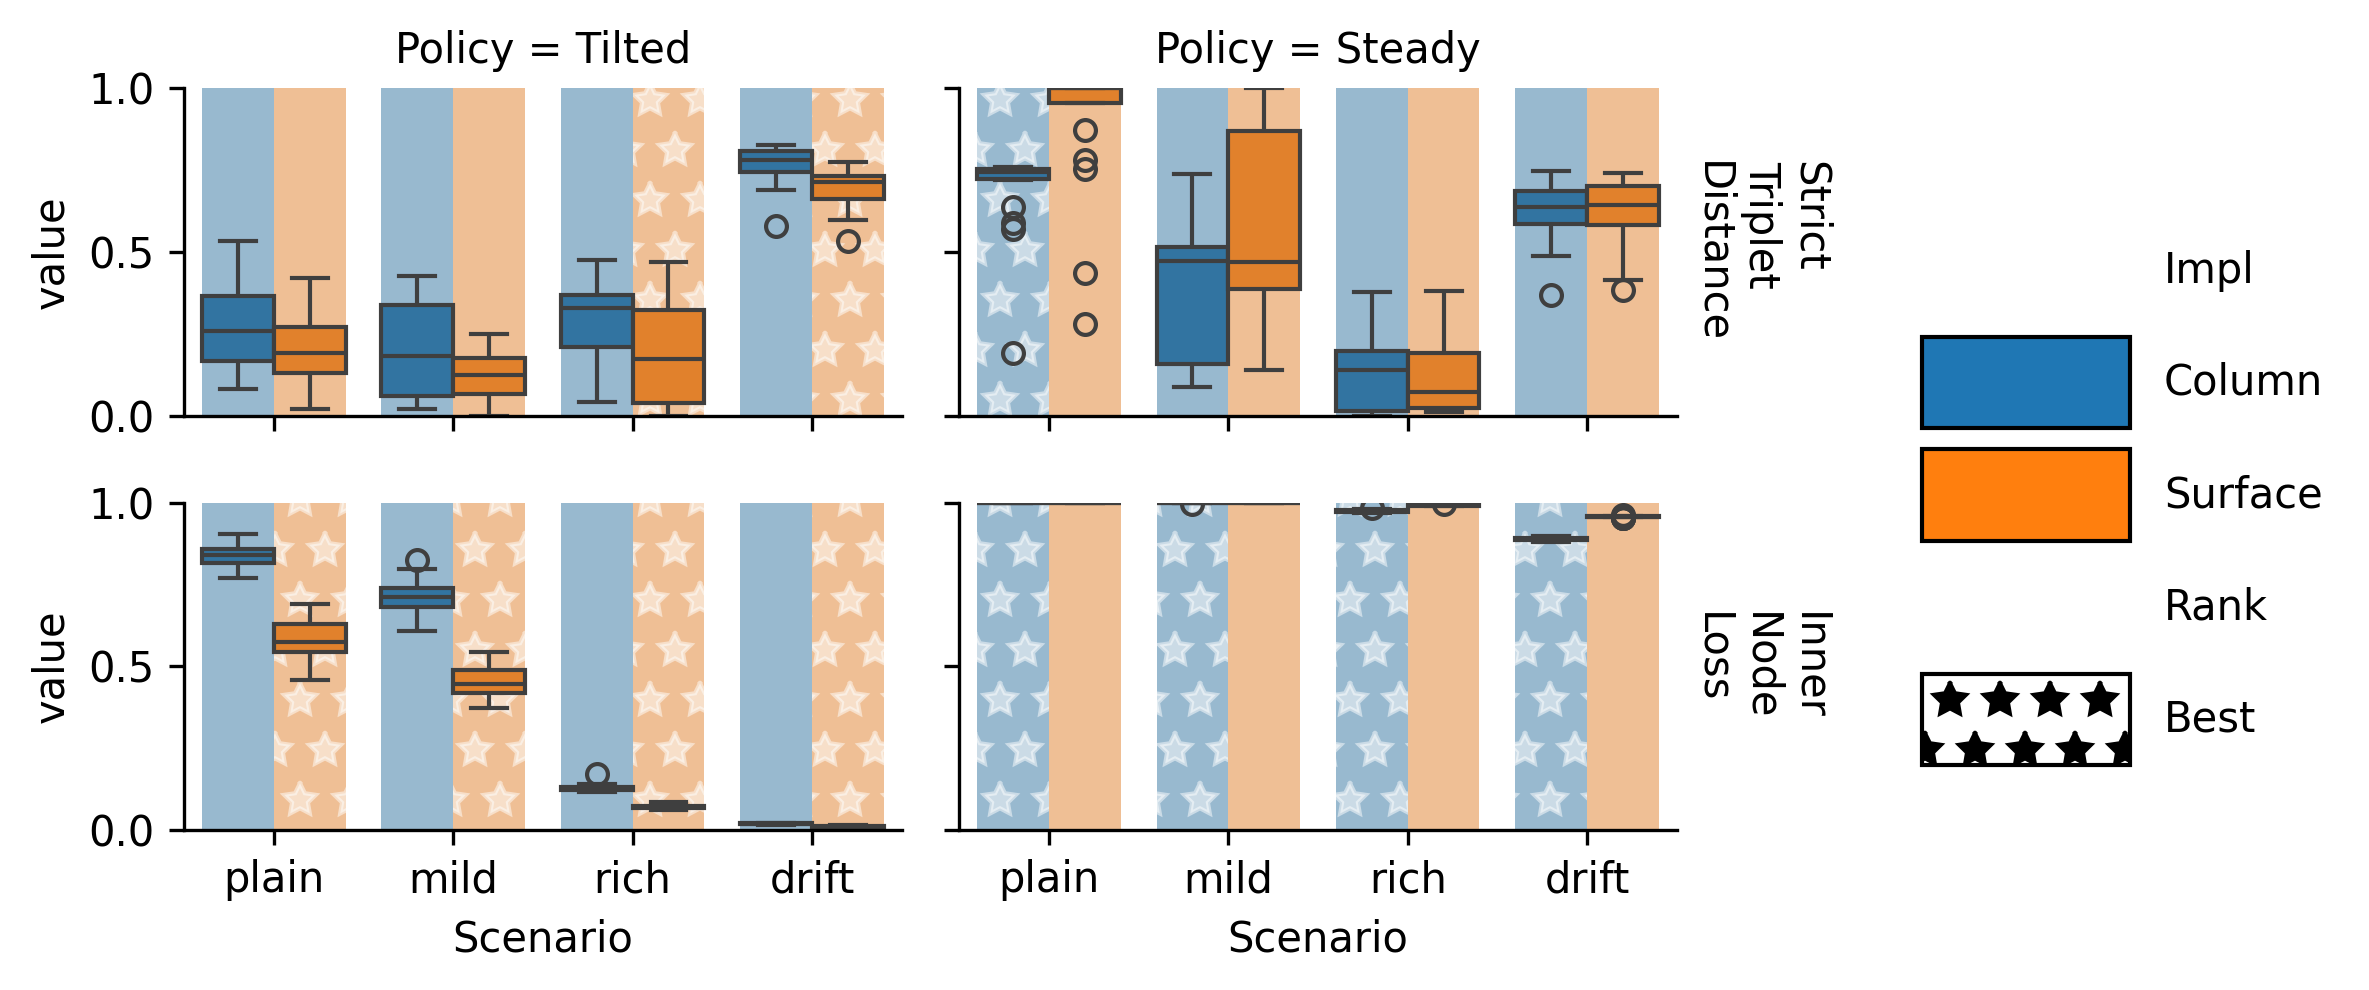 Policy = Tilted
Policy = Steady
value
1.0
0.5
0.0
Strict
Triplet
Distance
value
1.0
0.5
0.0
Inner
Node
Loss
plain
mild
rich
drift
plain
mild
rich
drift
Scenario
Scenario
Impl
Column
Surface
Rank
Best